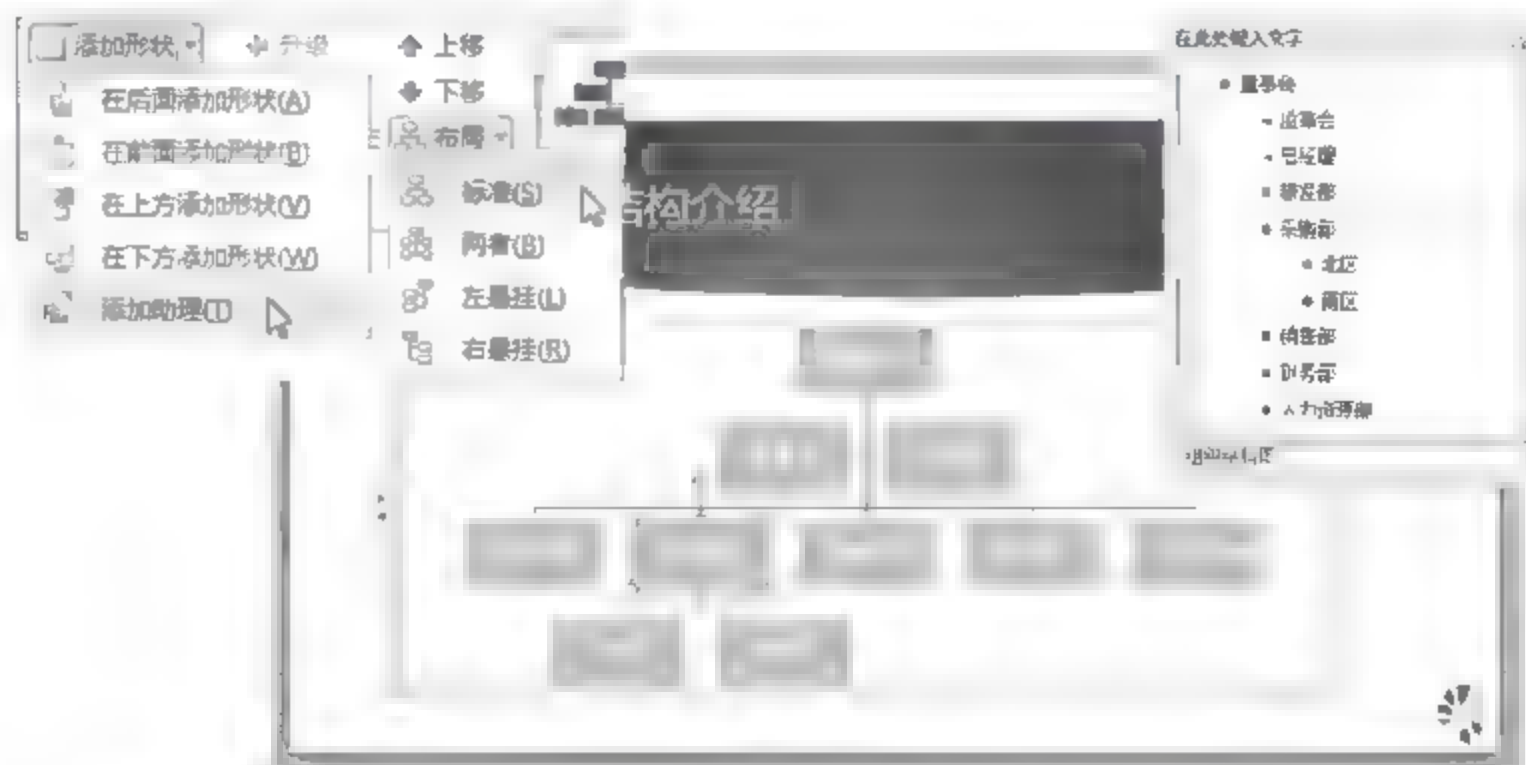 添加形状
升级
上移
下移
在后面添加形状(A)
在前面添加形状(B)
在上方添加形状(V)
在下方添加形状(W)
添加助理(T)
布局
标准(S)
两者(B)
左悬挂(L)
右悬挂(R)
结构介绍
在此处键入文字
董事会
监事会
总经理
研发部
采购部
北区
南区
销售部
财务部
人力资源部